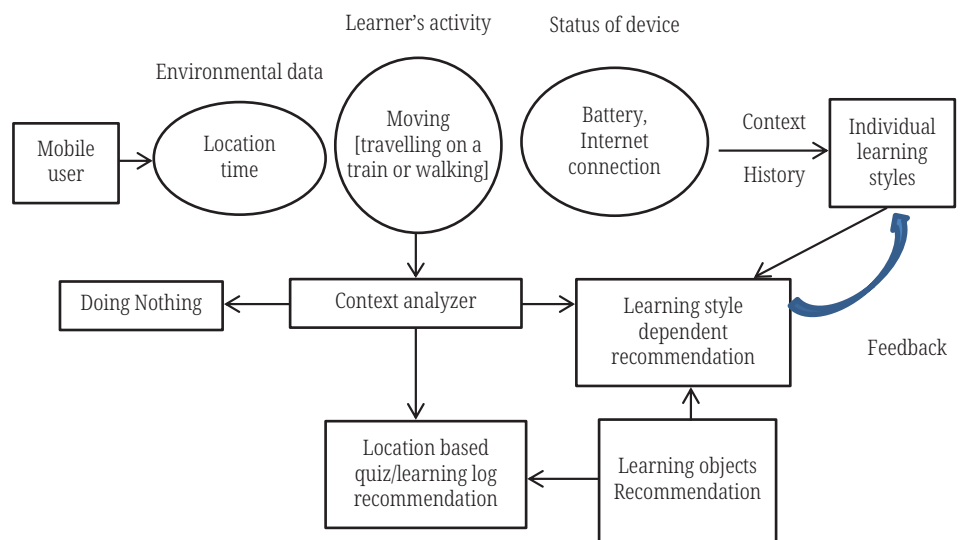 Learner’s activity
Status of device
Environmental data
Mobile
user
Location
time
Moving
[travelling on a
train or walking]
Battery,
Internet
connection
Context
History
Individual
learning
styles
Doing Nothing
Context analyzer
Learning style
dependent
recommendation
Feedback
Location based
quiz/learning log
recommendation
Learning objects
Recommendation